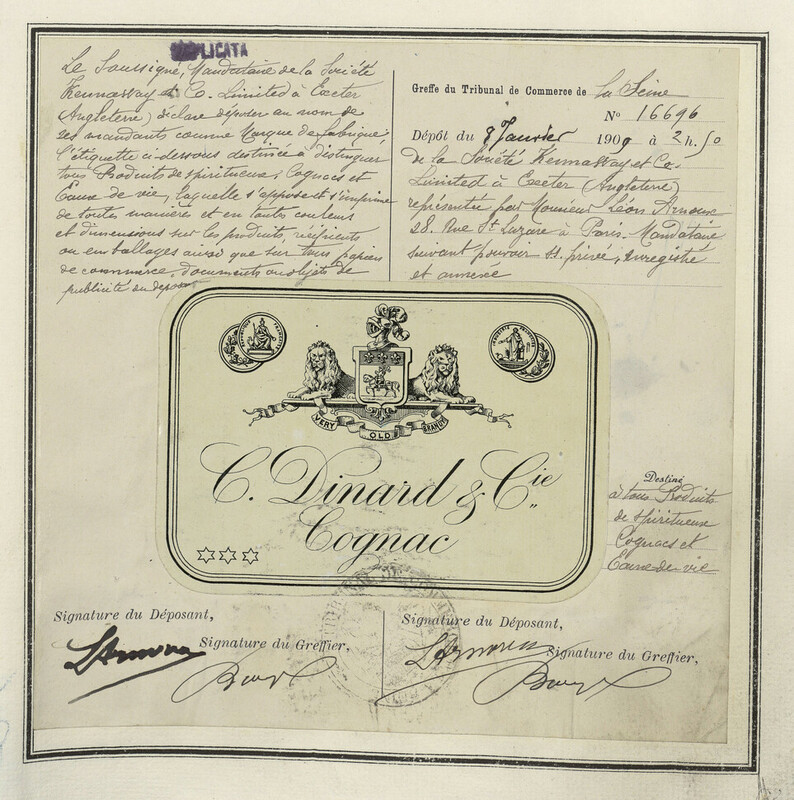 DUPLICATA
Le Soussigné, Mandataire de la Société
Kennassay et Co. Limited à Exeter
(Angleterre) déclare déposer au nom de
ses mandants comme Marque de fabrique
l'étiquette ci-dessous destinée à distinguer
tous Produits de spiritueux, Cognacs et
Eaux de vie, laquelle s'appose et s'imprime
de toutes manières et en toutes couleurs
et dimensions sur les produits, récipients
ou emballages ainsi que sur tous papiers
de commerce, documents ou objets de
publicité du déposant
Greffe du Tribunal de Commerce de la Seine
No 16696
Dépôt du 8 Janvier 1909 à 2 h. 50
de la Société Kennassay et Co.
Limited à Exeter (Angleterre)
représentée par Monsieur Léon
28. Rue St Lazare à Paris. Mandataire
suivant pouvoir ss. privé, enregistré
et annexé
VERY OLD BRANDY
C. Dinard & Cie
Cognac
Destiné
à tous Produits
de spiritueux
Cognacs et
Eaux-de-vie
Signature du Déposant,
Signature du Greffier,
Signature du Déposant,
Signature du Greffier,